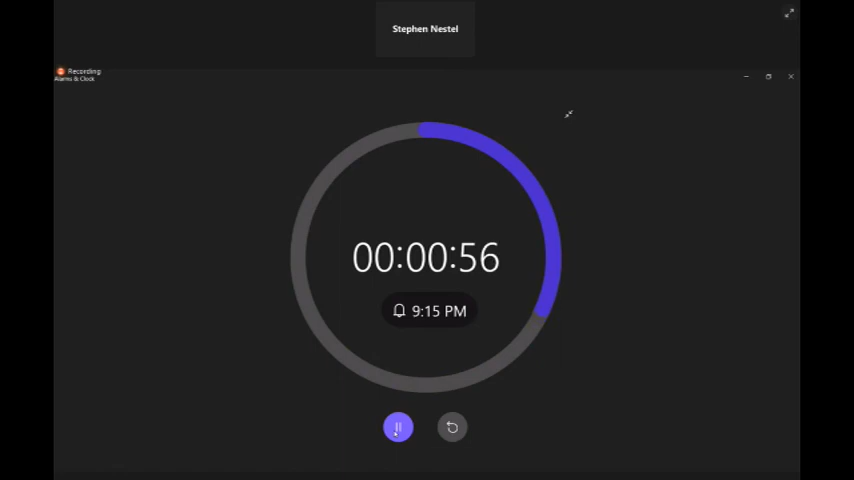 Stephen Nestel
Recording
Alarms & Clock
00:00:56
9:15 PM